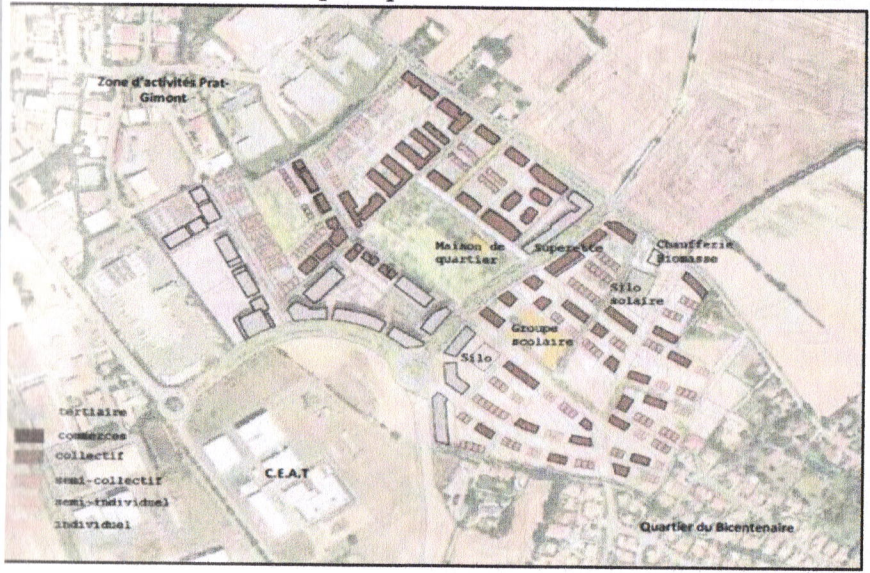 Zone d'activités Prat-
Gimont
Maison de
quartier
Superette
Chaufferie
Biomasse
Silo
solaire
Groupe
scolaire
Silo
tertiaire
commerces
collectif
semi-collectif
semi-individuel
individuel
C.E.A.T
Quartier du Bicentenaire